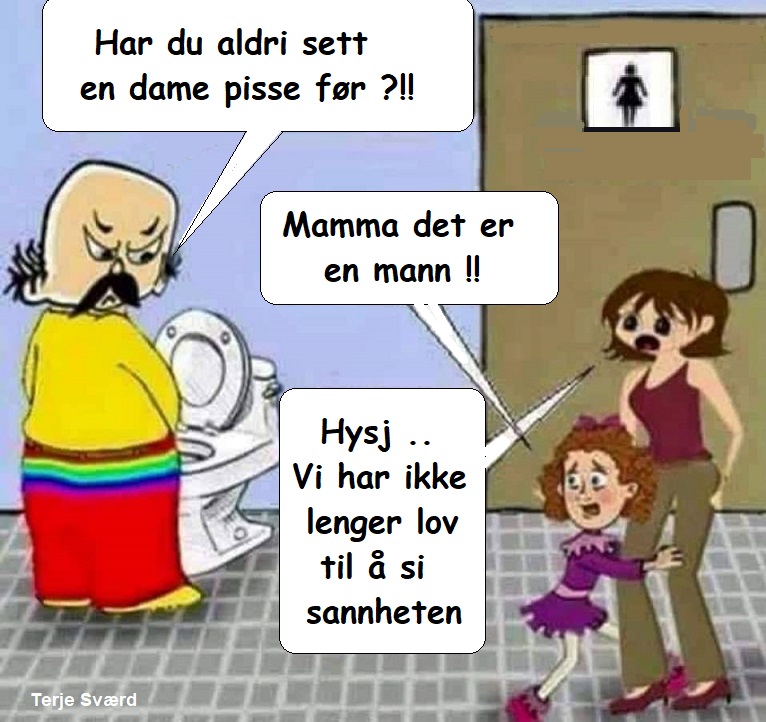 Har du aldri sett
en dame pisse før ?!!
Mamma det er
en mann !!
Hysj ..
Vi har ikke
lenger lov
til å si
sannheten
Terje Sværd